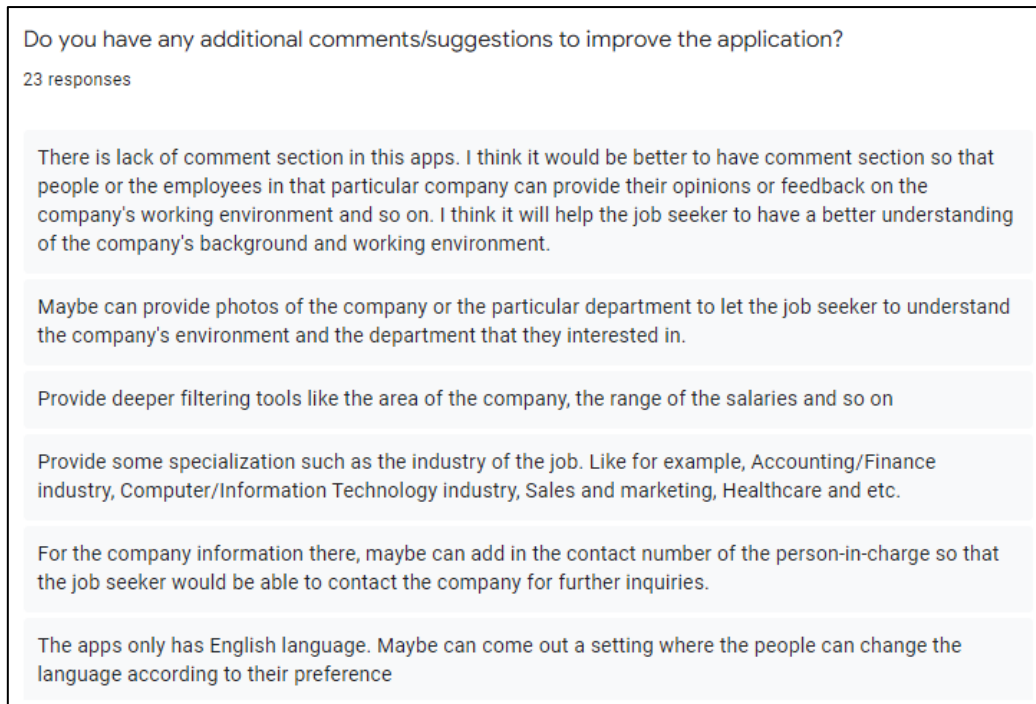 Do you have any additional comments/suggestions to improve the application?
23 responses
There is lack of comment section in this apps. I think it would be better to have comment section so that
people or the employees in that particular company can provide their opinions or feedback on the
company's working environment and so on. I think it will help the job seeker to have a better understanding
of the company's background and working environment.
Maybe can provide photos of the company or the particular department to let the job seeker to understand
the company's environment and the department that they interested in.
Provide deeper filtering tools like the area of the company, the range of the salaries and so on
Provide some specialization such as the industry of the job. Like for example, Accounting/Finance
industry, Computer/Information Technology industry, Sales and marketing, Healthcare and etc.
For the company information there, maybe can add in the contact number of the person-in-charge so that
the job seeker would be able to contact the company for further inquiries.
The apps only has English language. Maybe can come out a setting where the people can change the
language according to their preference